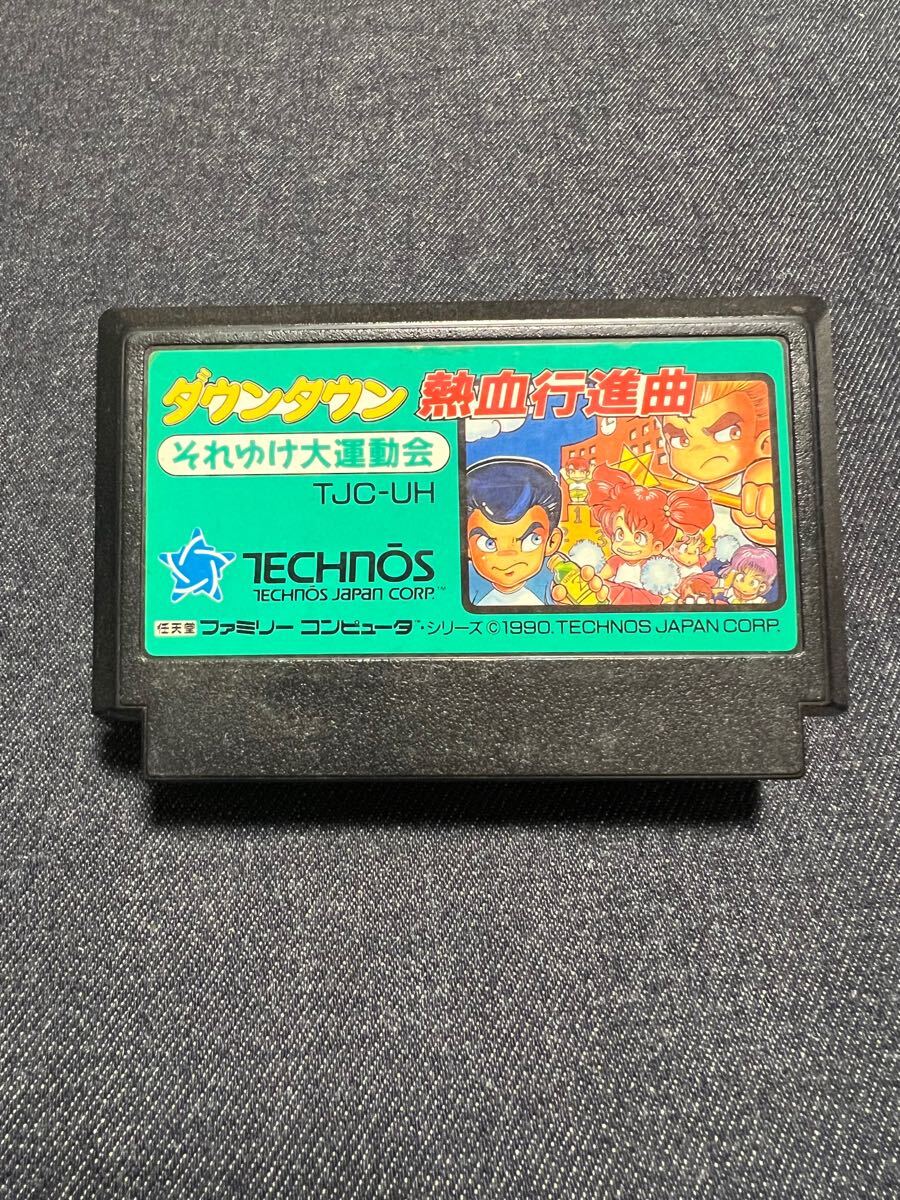 ダウンタウン 熱血行進曲
それゆけ大運動会
TJC-UH
TECHNŌS
TECHNŌS JAPAN CORP.™
任天堂 ファミリー コンピュータ™・シリーズ ©1990. TECHNOS JAPAN CORP.
1